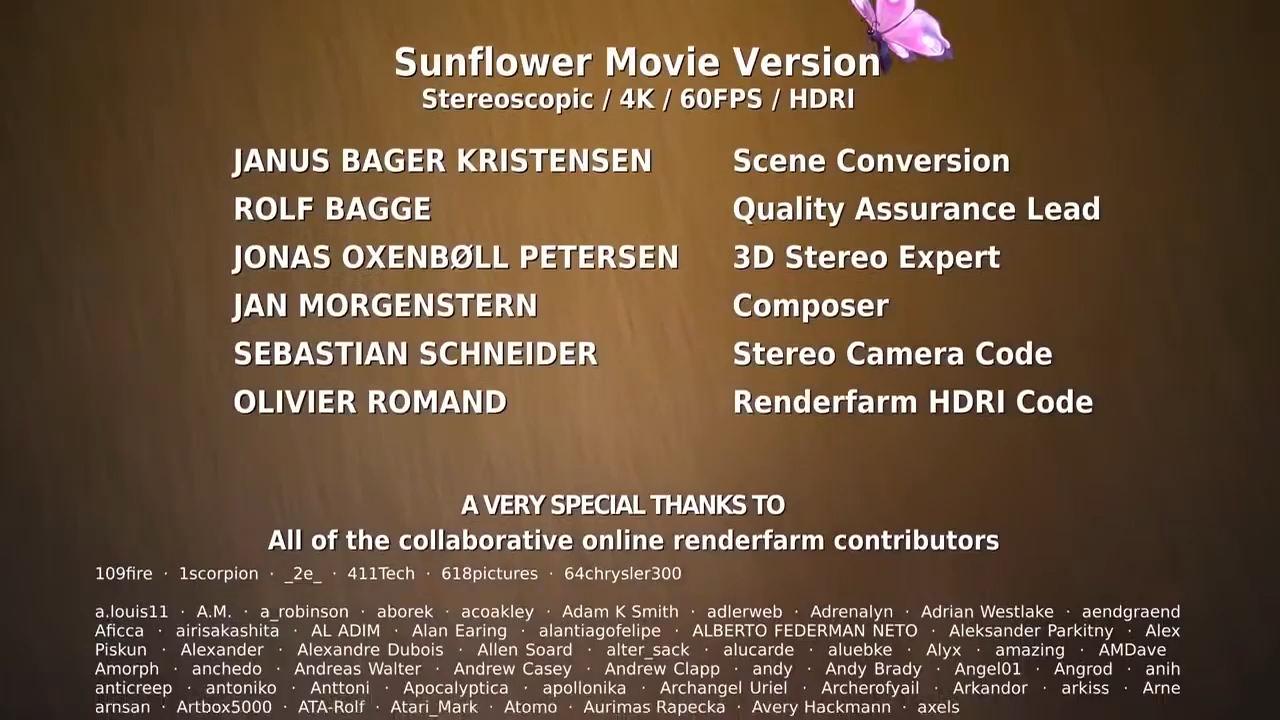 Sunflower Movie Version
Stereoscopic / 4K / 60FPS / HDRI
JANUS BAGER KRISTENSEN Scene Conversion
ROLF BAGGE Quality Assurance Lead
JONAS OXENBØLL PETERSEN 3D Stereo Expert
JAN MORGENSTERN Composer
SEBASTIAN SCHNEIDER Stereo Camera Code
OLIVIER ROMAND Renderfarm HDRI Code
A VERY SPECIAL THANKS TO
All of the collaborative online renderfarm contributors
109fire · 1scorpion · _2e_ · 411Tech · 618pictures · 64chrysler300
a.louis11 · A.M. · a_robinson · aborek · acoakley · Adam K Smith · adlerweb · Adrenalyn · Adrian Westlake · aendgraend
Aficca · airisakashita · AL ADIM · Alan Earing · alantiagofelipe · ALBERTO FEDERMAN NETO · Aleksander Parkitny · Alex
Piskun · Alexander · Alexandre Dubois · Allen Soard · alter_sack · alucarde · aluebke · Alyx · amazing · AMDave
Amorph · anchedo · Andreas Walter · Andrew Casey · Andrew Clapp · andy · Andy Brady · Angel01 · Angrod · anih
anticreep · antoniko · Anttoni · Apocalyptica · apollonika · Archangel Uriel · Archerofyail · Arkandor · arkiss · Arne
arnsan · Artbox5000 · ATA-Rolf · Atari_Mark · Atomo · Aurimas Rapecka · Avery Hackmann · axels